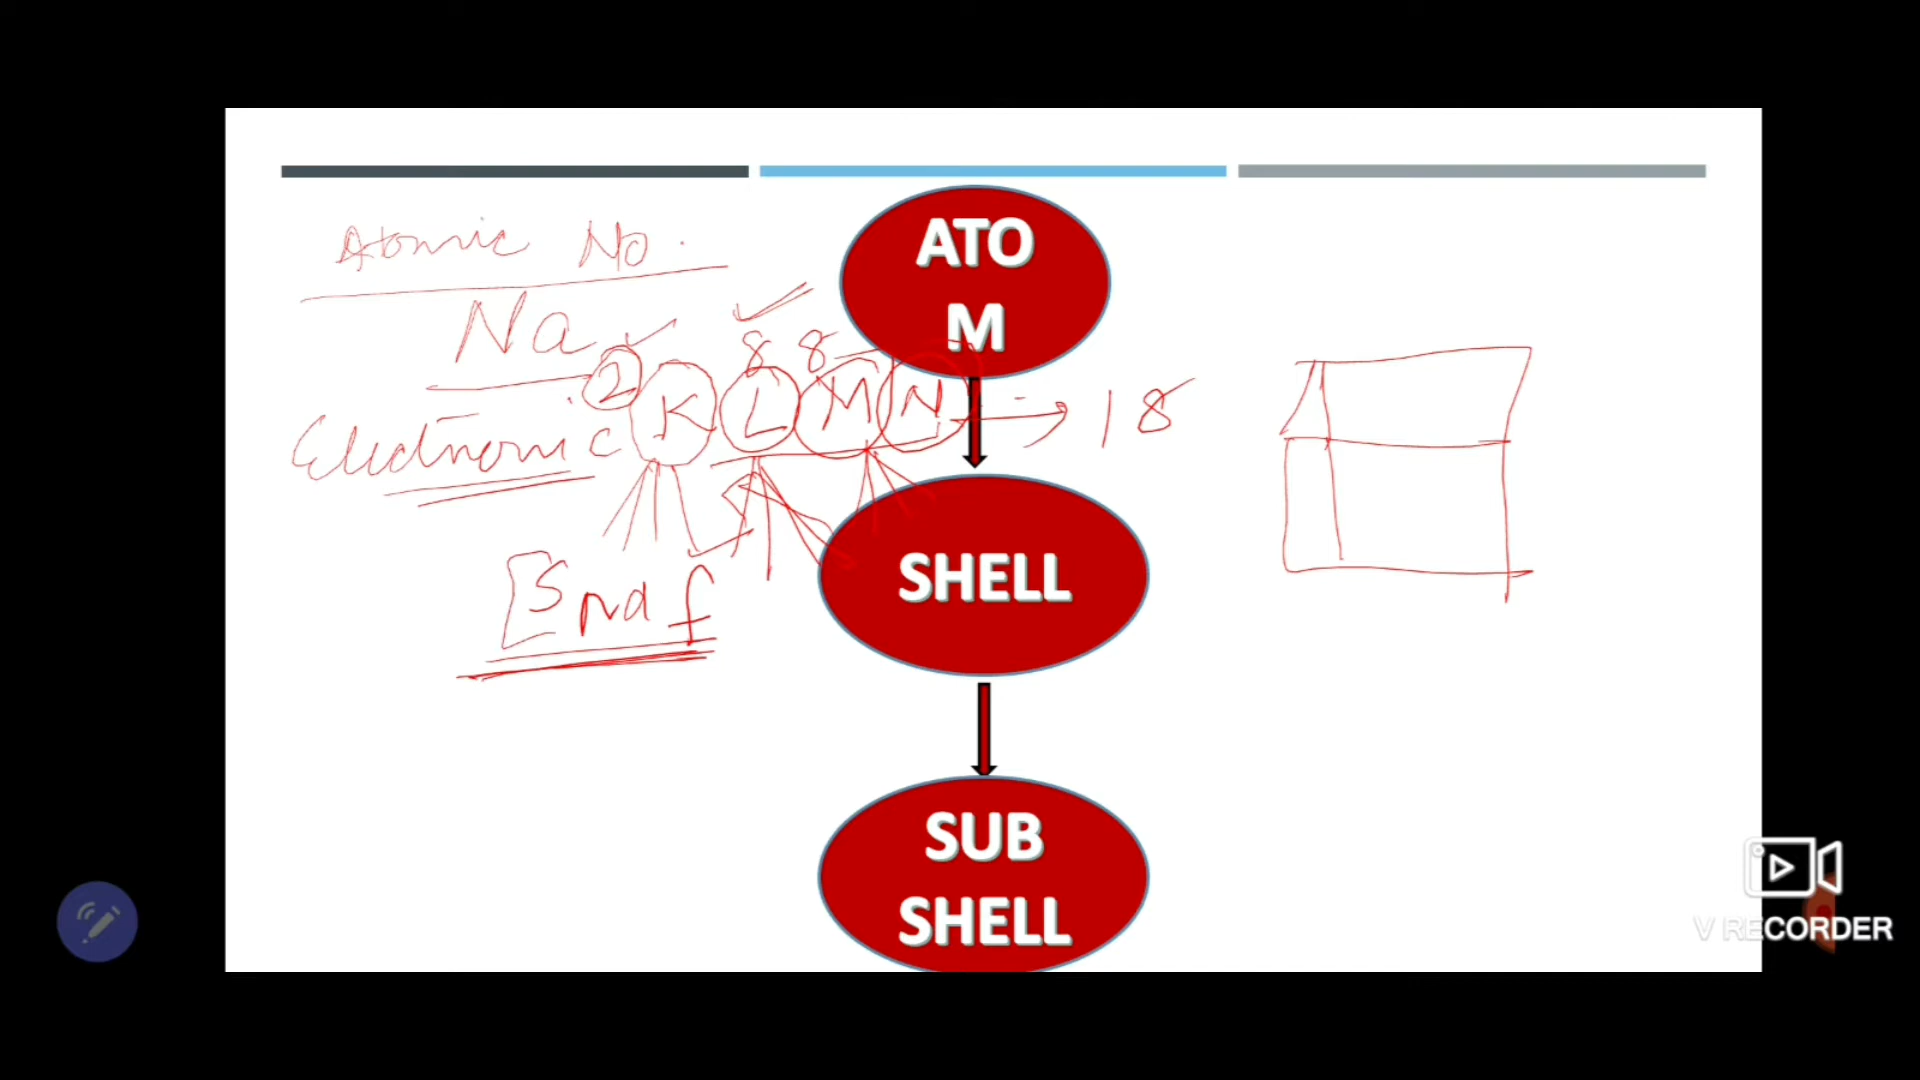 ATO
M
Atomic No.
Na
2 8 8
K L M N → 18
Electronic
SHELL
S p d f
SUB
SHELL
V RECORDER